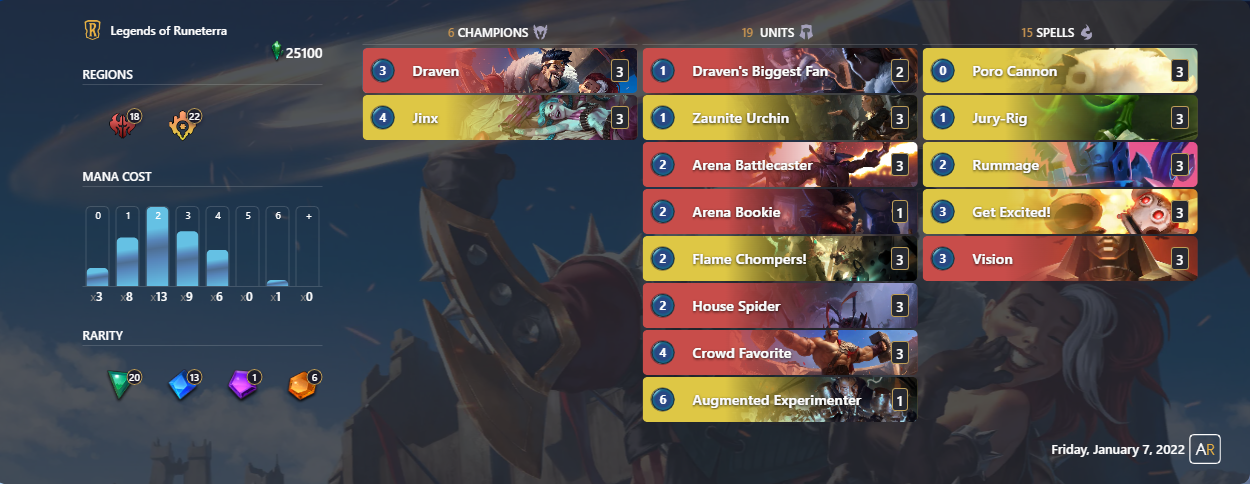 Legends of Runeterra
25100
REGIONS
18
22
MANA COST
0 1 2 3 4 5 6 +
x3 x8 x13 x9 x6 x0 x1 x0
RARITY
20
13
1
6
6 CHAMPIONS
3 Draven 3
4 Jinx 3
19 UNITS
1 Draven's Biggest Fan 2
1 Zaunite Urchin 3
2 Arena Battlecaster 3
2 Arena Bookie 1
2 Flame Chompers! 3
2 House Spider 3
4 Crowd Favorite 3
6 Augmented Experimenter 1
15 SPELLS
0 Poro Cannon 3
1 Jury-Rig 3
2 Rummage 3
3 Get Excited! 3
3 Vision 3
Friday, January 7, 2022 AR